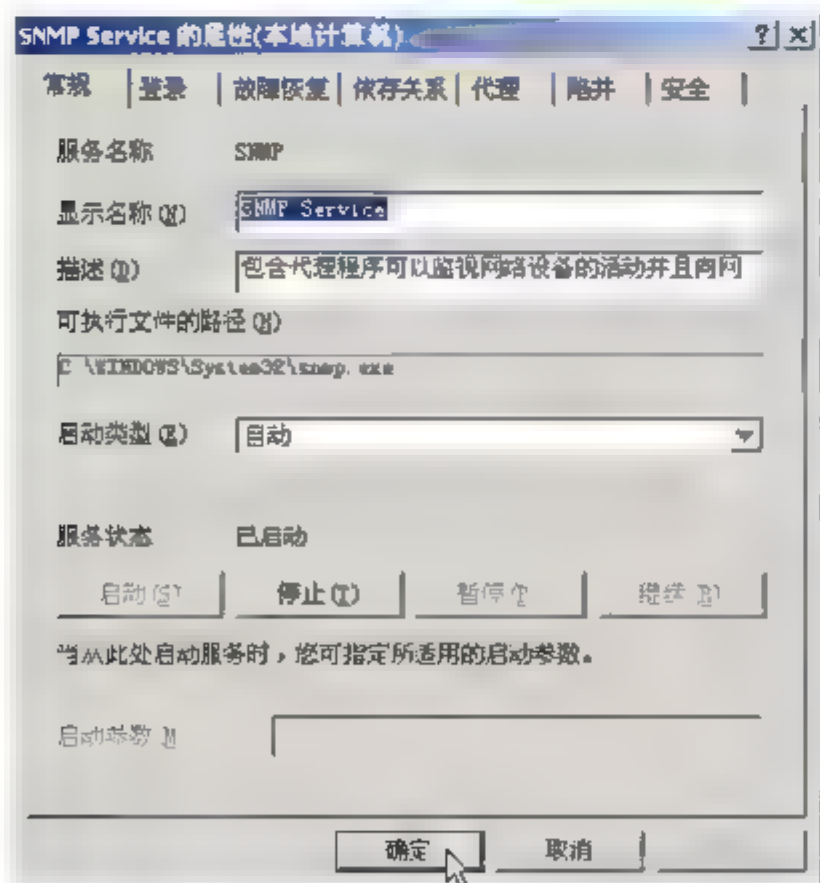 SNMP Service 的属性(本地计算机)
常规 登录 故障恢复 依存关系 代理 陷井 安全
服务名称 SNMP
显示名称(N) SNMP Service
描述(D) 包含代理程序可以监视网络设备的活动并且向网
可执行文件的路径(H)
C \WINDOWS\System32\snmp.exe
启动类型(E) 自动
服务状态 已启动
启动(S) 停止(T) 暂停(P 继续(R)
当从此处启动服务时，您可指定所适用的启动参数。
启动参数 M
确定 取消